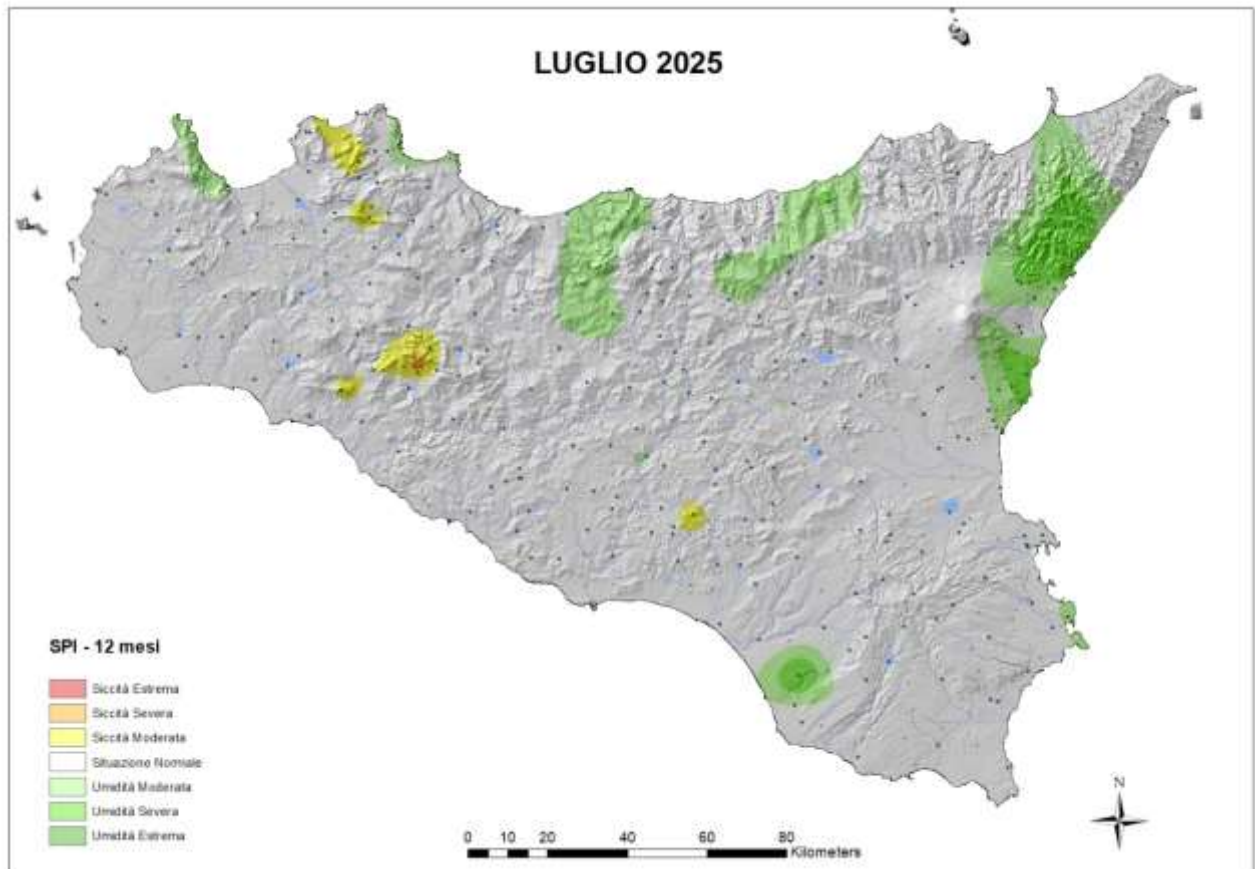 LUGLIO 2025
SPI - 12 mesi
Siccità Estrema
Siccità Severa
Siccità Moderata
Situazione Normale
Umidità Moderata
Umidità Severa
Umidità Estrema
0 10 20 40 60 80
Kilometers
N